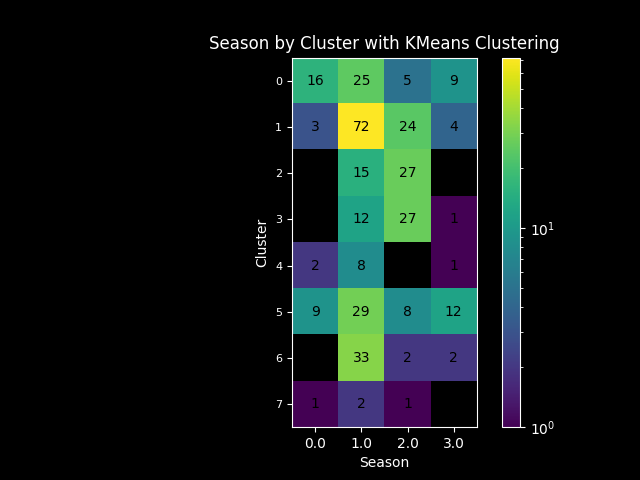 Season by Cluster with KMeans Clustering
0 16 25 5 9
1 3 72 24 4
2 15 27
3 12 27 1
10¹
Cluster
4 2 8 1
5 9 29 8 12
6 33 2 2
7 1 2 1
10⁰
0.0 1.0 2.0 3.0
Season